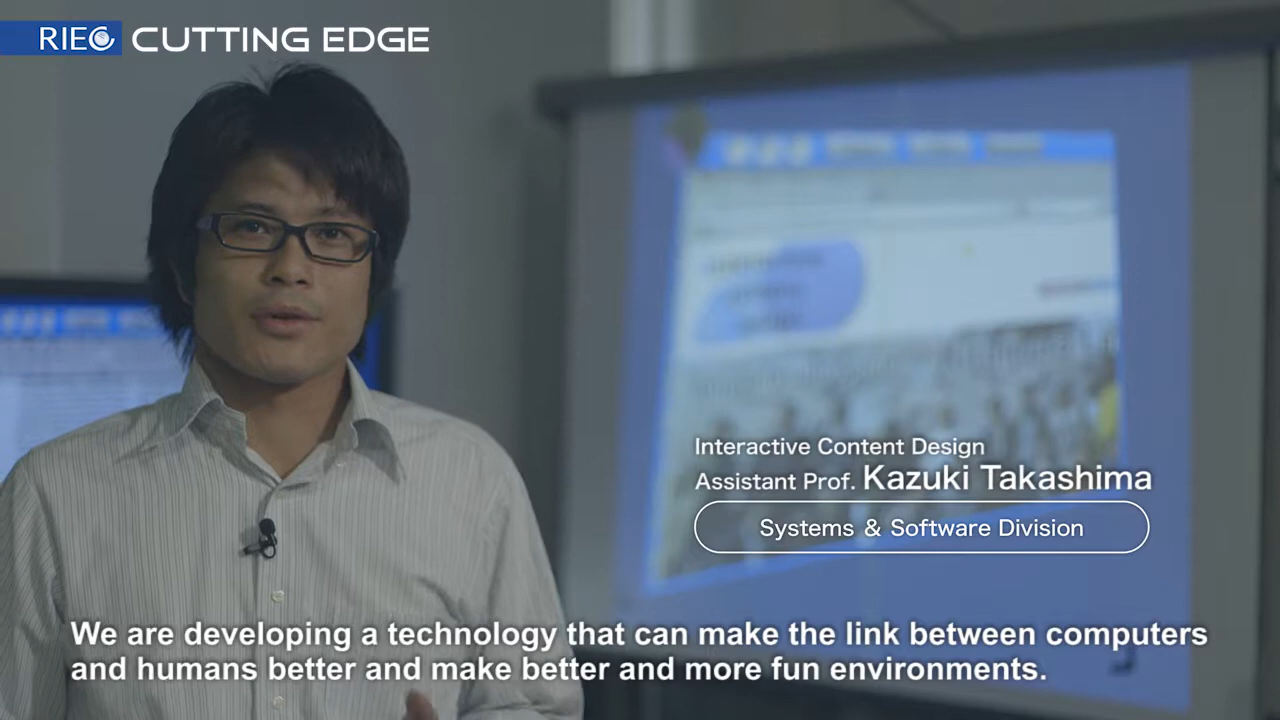 RIEC CUTTING EDGE
Interactive Content Design
Assistant Prof. Kazuki Takashima
Systems & Software Division
We are developing a technology that can make the link between computers
and humans better and make better and more fun environments.